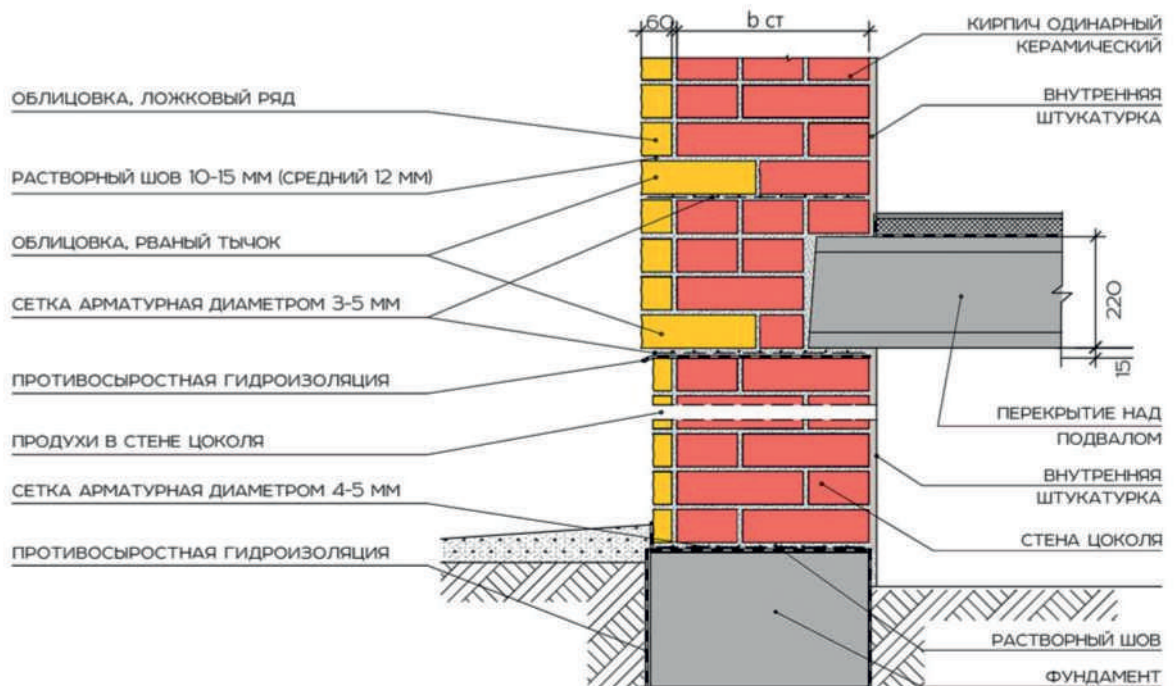 60
b ст
КИРПИЧ ОДИНАРНЫЙ
КЕРАМИЧЕСКИЙ
ОБЛИЦОВКА, ЛОЖКОВЫЙ РЯД
ВНУТРЕННЯЯ
ШТУКАТУРКА
РАСТВОРНЫЙ ШОВ 10-15 ММ (СРЕДНИЙ 12 ММ)
ОБЛИЦОВКА, РВАНЫЙ ТЫЧОК
СЕТКА АРМАТУРНАЯ ДИАМЕТРОМ 3-5 ММ
220
15
ПРОТИВОСЫРОСТНАЯ ГИДРОИЗОЛЯЦИЯ
ПЕРЕКРЫТИЕ НАД
ПОДВАЛОМ
ПРОДУХИ В СТЕНЕ ЦОКОЛЯ
ВНУТРЕННЯЯ
ШТУКАТУРКА
СЕТКА АРМАТУРНАЯ ДИАМЕТРОМ 4-5 ММ
СТЕНА ЦОКОЛЯ
ПРОТИВОСЫРОСТНАЯ ГИДРОИЗОЛЯЦИЯ
РАСТВОРНЫЙ ШОВ
ФУНДАМЕНТ